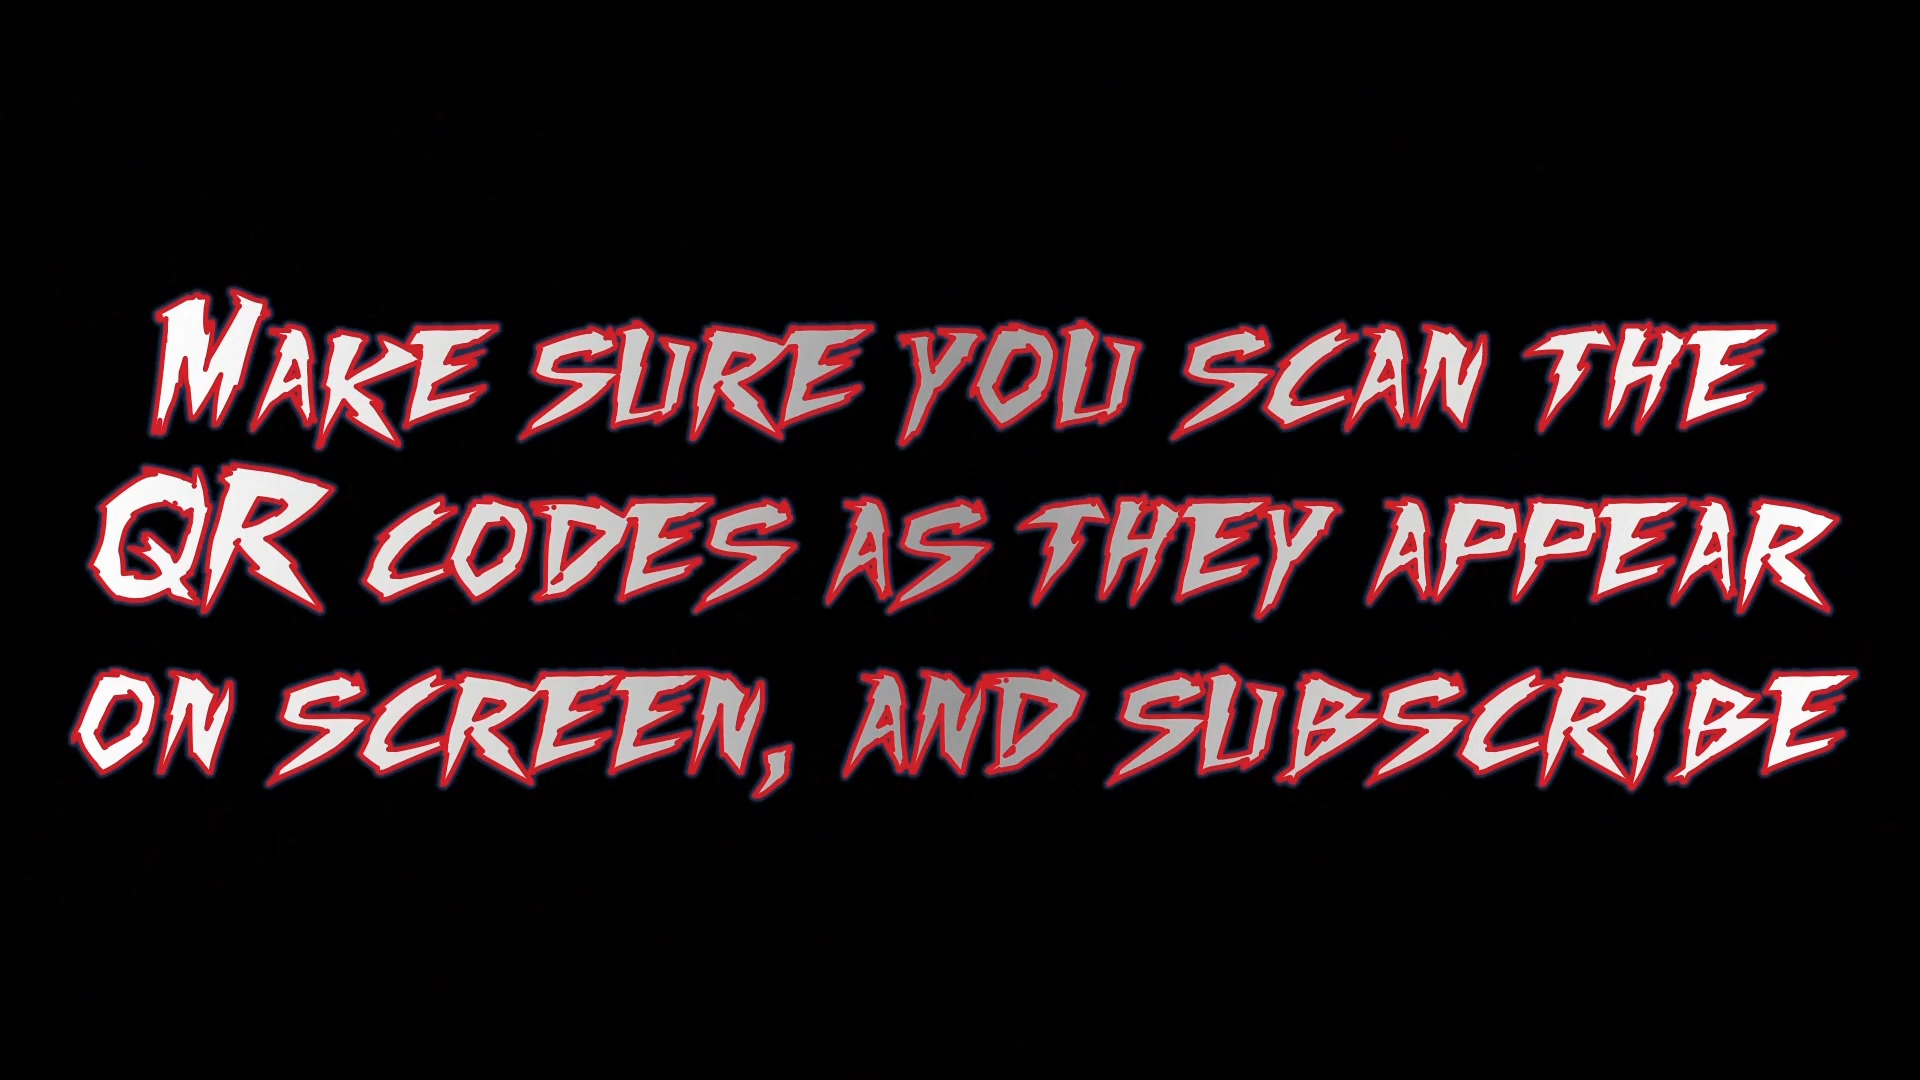 Make sure you scan the
QR codes as they appear
on screen, and subscribe